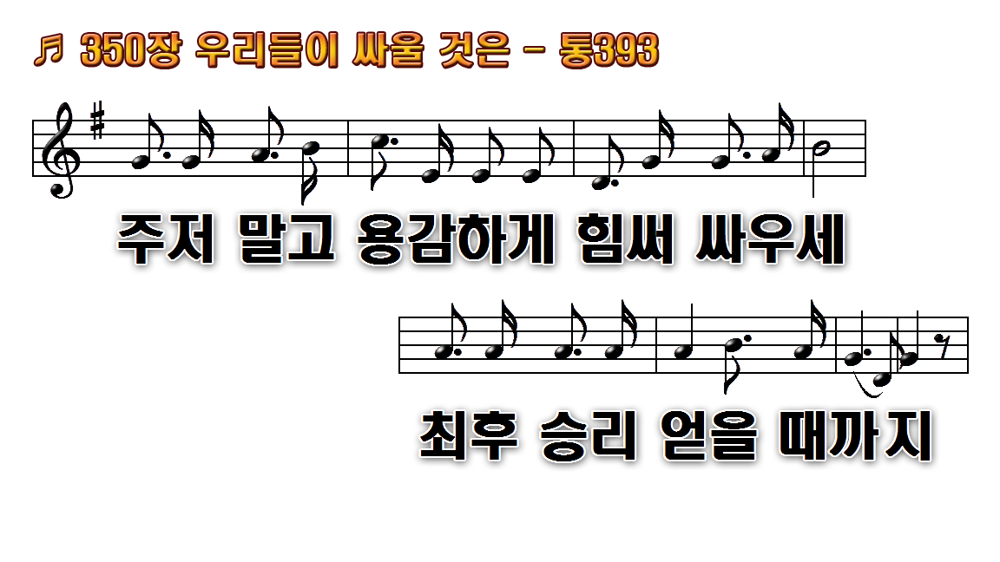 ♬ 350장 우리들이 싸울 것은 - 통393
주저 말고 용감하게 힘써 싸우세
최후 승리 얻을 때까지